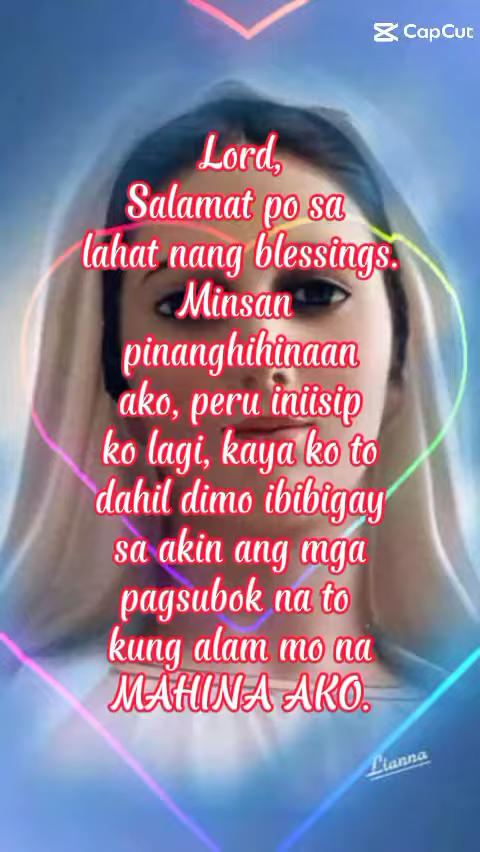 CapCut
Lord,
Salamat po sa
lahat nang blessings.
Minsan
pinanghihinaan
ako, peru iniisip
ko lagi, kaya ko to
dahil dimo ibibigay
sa akin ang mga
pagsubok na to
kung alam mo na
MAHINA AKO.
Lianna